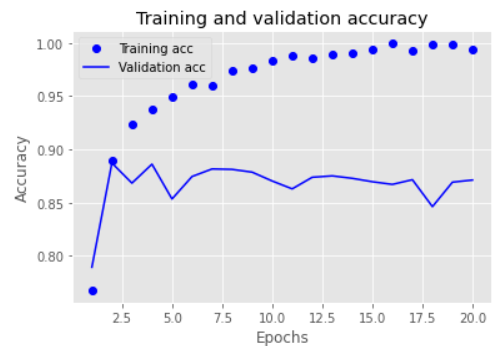 Training and validation accuracy
Training acc
Validation acc
1.00
0.95
0.90
0.85
0.80
Accuracy
2.5 5.0 7.5 10.0 12.5 15.0 17.5 20.0
Epochs